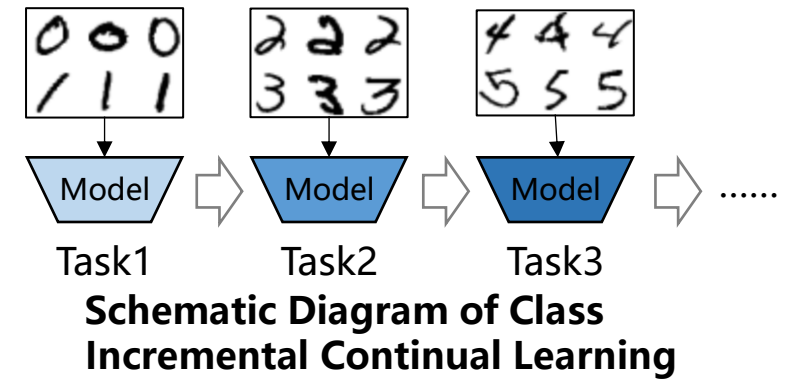 0 0 0
1 1 1
2 2 2
3 3 3
4 4 4
5 5 5
Model Model Model ......
Task1 Task2 Task3
Schematic Diagram of Class
Incremental Continual Learning